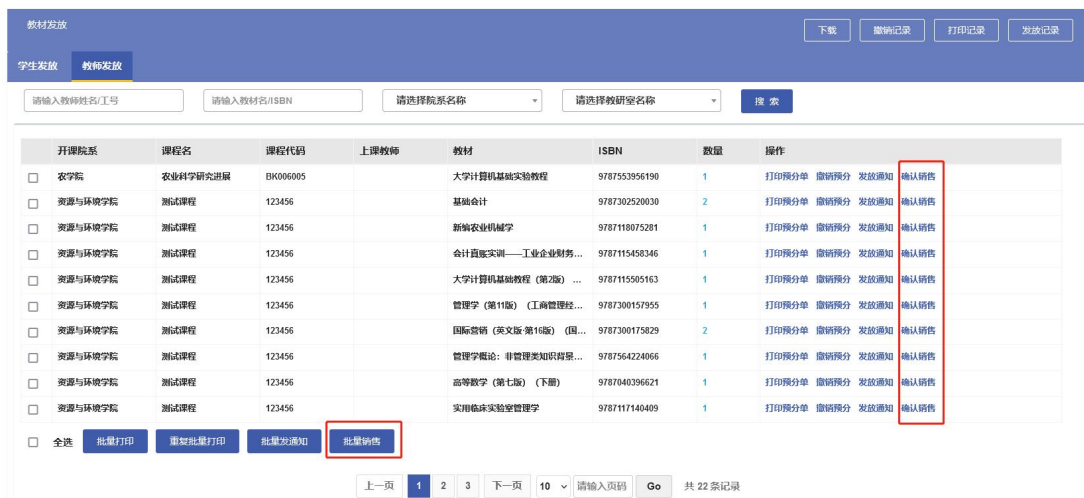 教材发放 下载 撤销记录 打印记录 发放记录
学生发放 教师发放
请输入教师姓名/工号 请输入教材名/ISBN 请选择院系名称 请选择教研室名称 搜 索
开课院系 课程名 课程代码 上课教师 教材 ISBN 数量 操作
农学院 农业科学研究进展 BK006005 大学计算机基础实验教程 9787553956190 1 打印预分单 撤销预分 发放通知 确认销售
资源与环境学院 测试课程 123456 基础会计 9787302520030 2 打印预分单 撤销预分 发放通知 确认销售
资源与环境学院 测试课程 123456 新编农业机械学 9787118075281 1 打印预分单 撤销预分 发放通知 确认销售
资源与环境学院 测试课程 123456 会计真账实训——工业企业财务... 9787115458346 1 打印预分单 撤销预分 发放通知 确认销售
资源与环境学院 测试课程 123456 大学计算机基础教程（第2版） ... 9787115505163 1 打印预分单 撤销预分 发放通知 确认销售
资源与环境学院 测试课程 123456 管理学（第11版）（工商管理经... 9787300157955 1 打印预分单 撤销预分 发放通知 确认销售
资源与环境学院 测试课程 123456 国际营销（英文版·第16版）（国... 9787300175829 2 打印预分单 撤销预分 发放通知 确认销售
资源与环境学院 测试课程 123456 管理学概论：非管理类知识背景... 9787564224066 1 打印预分单 撤销预分 发放通知 确认销售
资源与环境学院 测试课程 123456 高等数学（第七版）（下册） 9787040396621 1 打印预分单 撤销预分 发放通知 确认销售
资源与环境学院 测试课程 123456 实用临床实验室管理学 9787117140409 1 打印预分单 撤销预分 发放通知 确认销售
全选 批量打印 重复批量打印 批量发通知 批量销售
上一页 1 2 3 下一页 10 请输入页码 Go 共 22 条记录